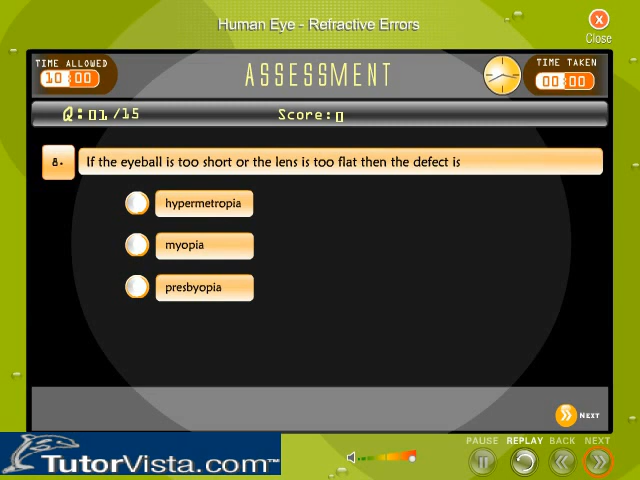 Human Eye - Refractive Errors
X
Close
TIME ALLOWED
10:00
ASSESSMENT
TIME TAKEN
00:00
Q:01/15
Score:0
8. If the eyeball is too short or the lens is too flat then the defect is
hypermetropia
myopia
presbyopia
NEXT
PAUSE REPLAY BACK NEXT
TutorVista.com™